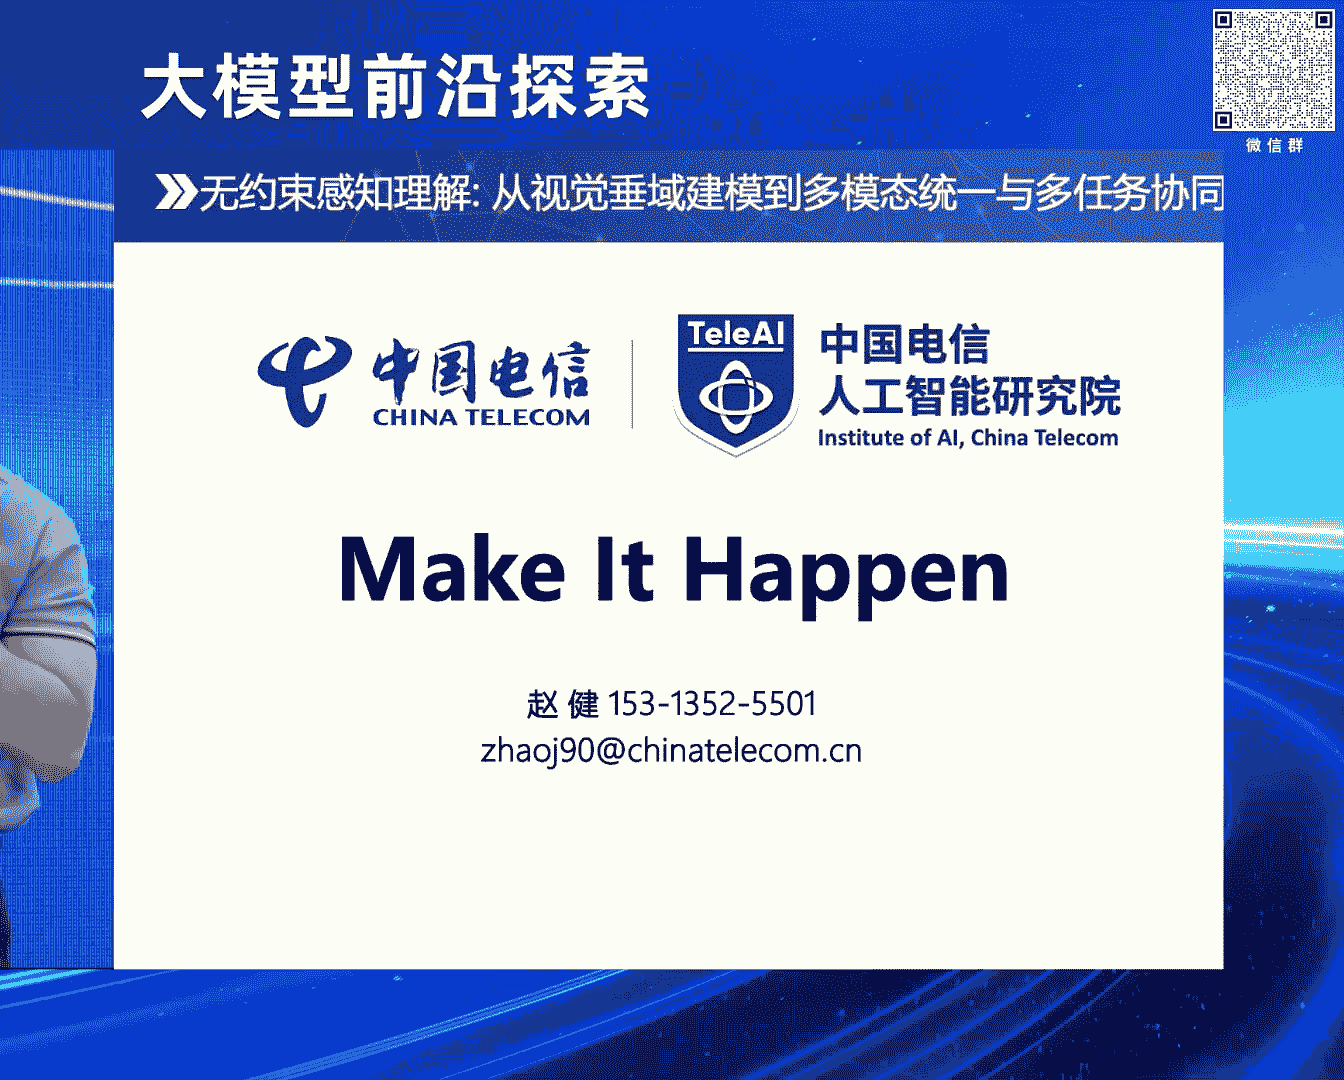 大模型前沿探索
微信群
无约束感知理解: 从视觉垂域建模到多模态统一与多任务协同
中国电信
CHINA TELECOM
TeleAI
中国电信
人工智能研究院
Institute of AI, China Telecom
Make It Happen
赵 健 153-1352-5501
zhaoj90@chinatelecom.cn